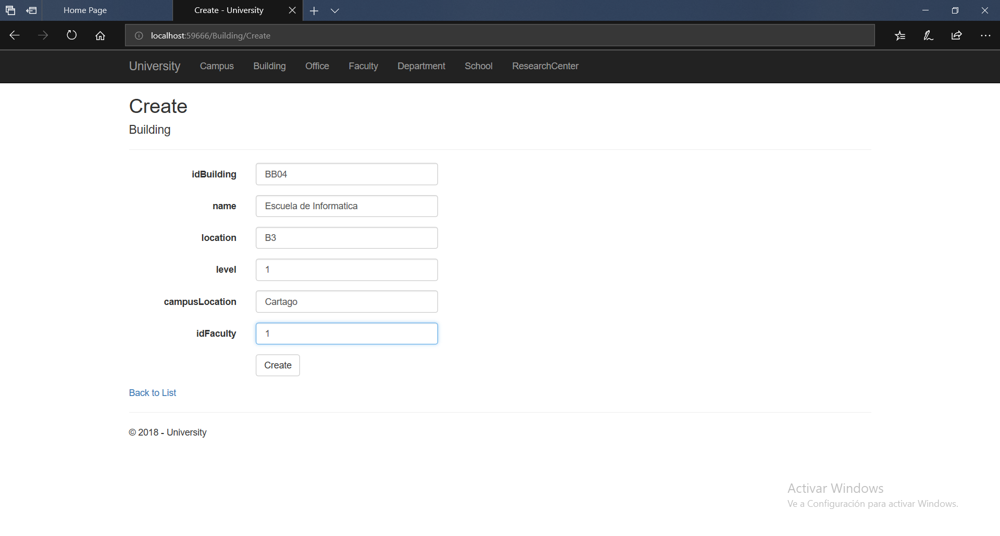 Home Page
Create - University
localhost:59666/Building/Create
University Campus Building Office Faculty Department School ResearchCenter
Create
Building
idBuilding BB04
name Escuela de Informatica
location B3
level 1
campusLocation Cartago
idFaculty 1
Create
Back to List
© 2018 - University
Activar Windows
Ve a Configuración para activar Windows.